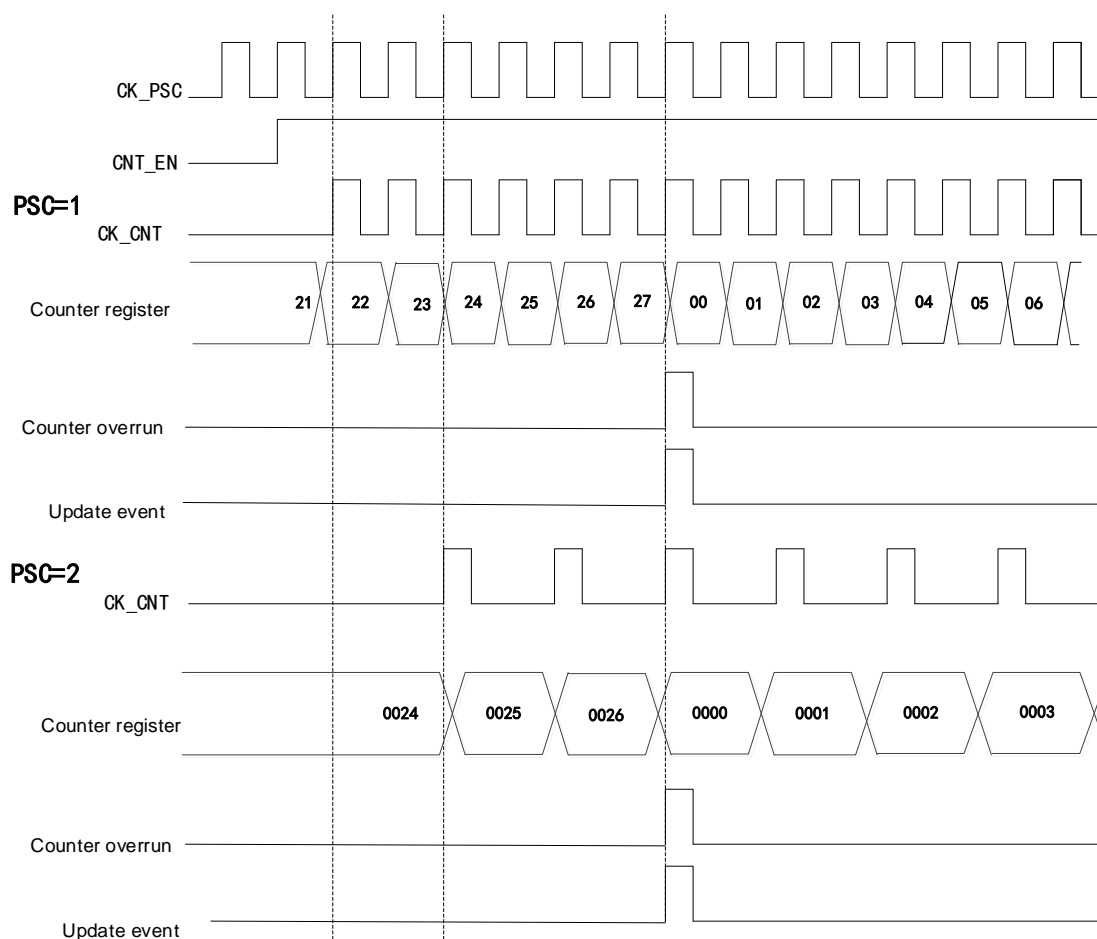 CK_PSC
CNT_EN
PSC=1
CK_CNT
Counter register 21 22 23 24 25 26 27 00 01 02 03 04 05 06
Counter overrun
Update event
PSC=2
CK_CNT
Counter register 0024 0025 0026 0000 0001 0002 0003
Counter overrun
Update event